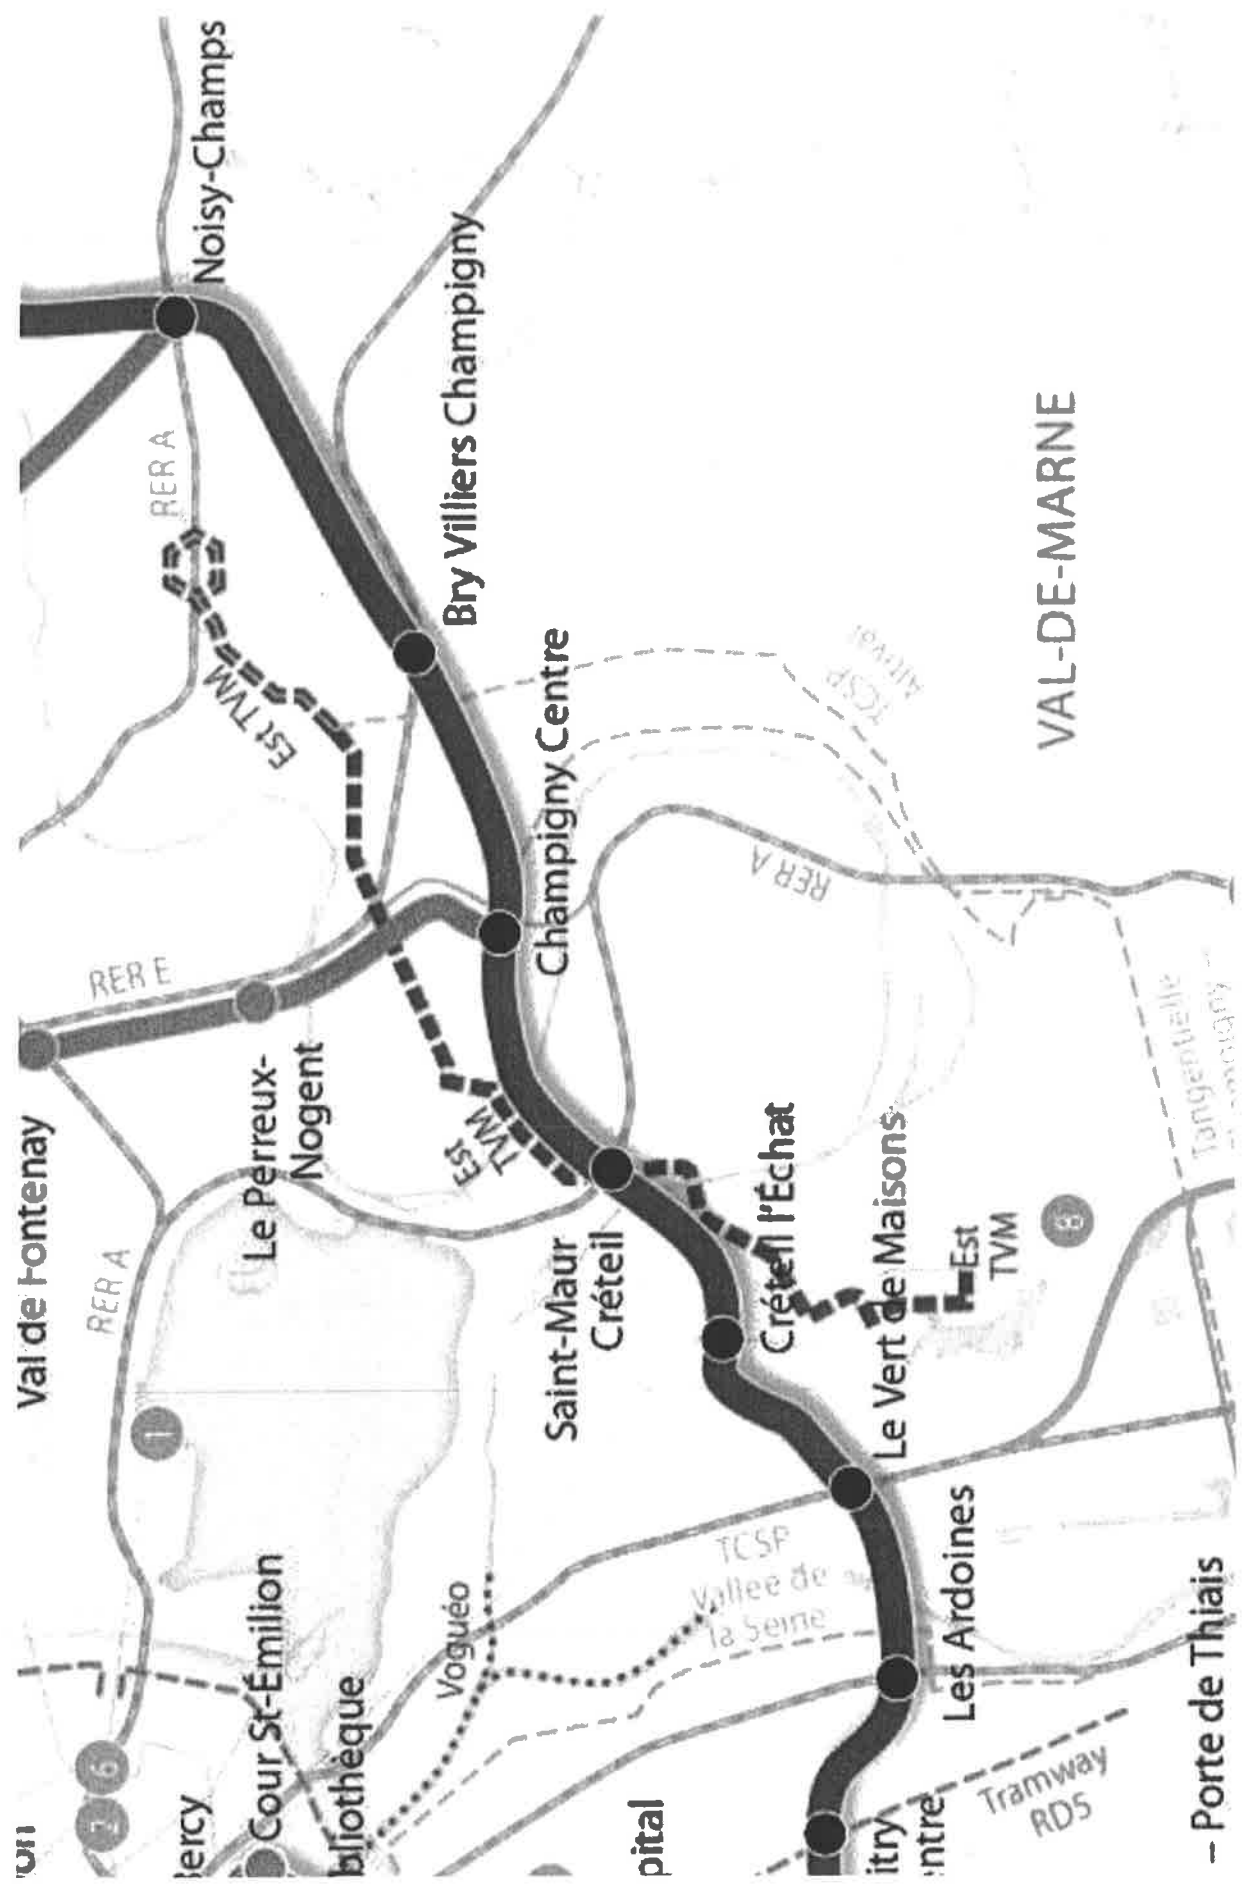 Val de Fontenay
2
6
RER A
RER E
1
RER A
Noisy-Champs
Bercy
Cour St-Émilion
Le Perreux-
Nogent
Est TVM
bliothèque
Voguéo
Est
TVM
Bry Villiers Champigny
Saint-Maur
Créteil
Champigny Centre
pital
TCSP
Vallée de
la Seine
Créteil l'Échat
RER A
TCSP
Altival
itry
ntre
Le Vert de Maisons
Les Ardoines
Est
TVM
Tramway
RD5
8
VAL-DE-MARNE
Tangentielle
– Porte de Thiais